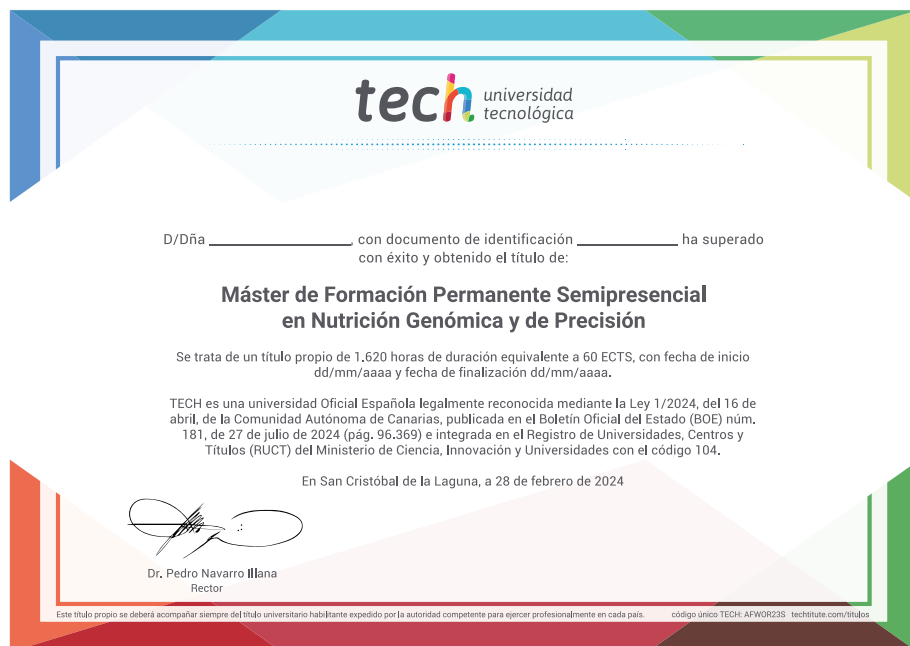 tech universidad
tecnológica
D/Dña ______________, con documento de identificación __________ ha superado
con éxito y obtenido el título de:
Máster de Formación Permanente Semipresencial
en Nutrición Genómica y de Precisión
Se trata de un título propio de 1.620 horas de duración equivalente a 60 ECTS, con fecha de inicio
dd/mm/aaaa y fecha de finalización dd/mm/aaaa.
TECH es una universidad Oficial Española legalmente reconocida mediante la Ley 1/2024, del 16 de
abril, de la Comunidad Autónoma de Canarias, publicada en el Boletín Oficial del Estado (BOE) núm.
181, de 27 de julio de 2024 (pág. 96.369) e integrada en el Registro de Universidades, Centros y
Títulos (RUCT) del Ministerio de Ciencia, Innovación y Universidades con el código 104.
En San Cristóbal de la Laguna, a 28 de febrero de 2024
Dr. Pedro Navarro Illana
Rector
Este título propio se deberá acompañar siempre del título universitario habilitante expedido por la autoridad competente para ejercer profesionalmente en cada país. código único TECH: AFWOR23S techtitute.com/titulos